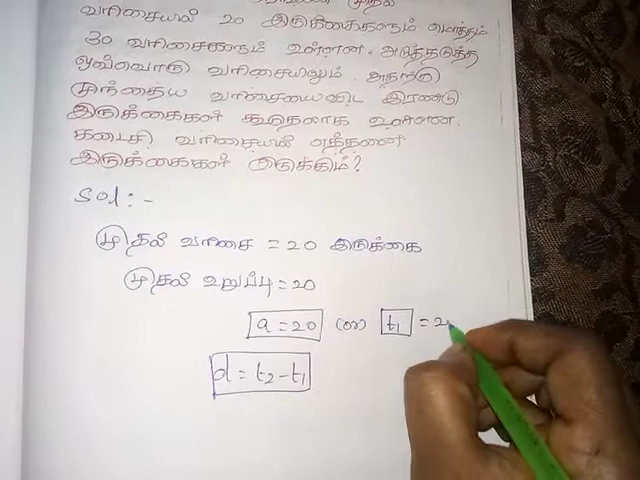 வரிசையில் 20 இருக்கைகளும் மொத்தம்
30 வரிசைகளும் உள்ளன. அடுத்தடுத்த
ஒவ்வொரு வரிசையிலும் அதற்கு
முந்தைய வரிசையைவிட இரண்டு
இருக்கைகள் கூடுதலாக உள்ளன.
கடைசி வரிசையில் எத்தனை
இருக்கைகள் இருக்கும்?
Sol:-
முதல் வரிசை = 20 இருக்கை
முதல் உறுப்பு = 20
a = 20 (or) t₁ = 2
d = t₂ - t₁